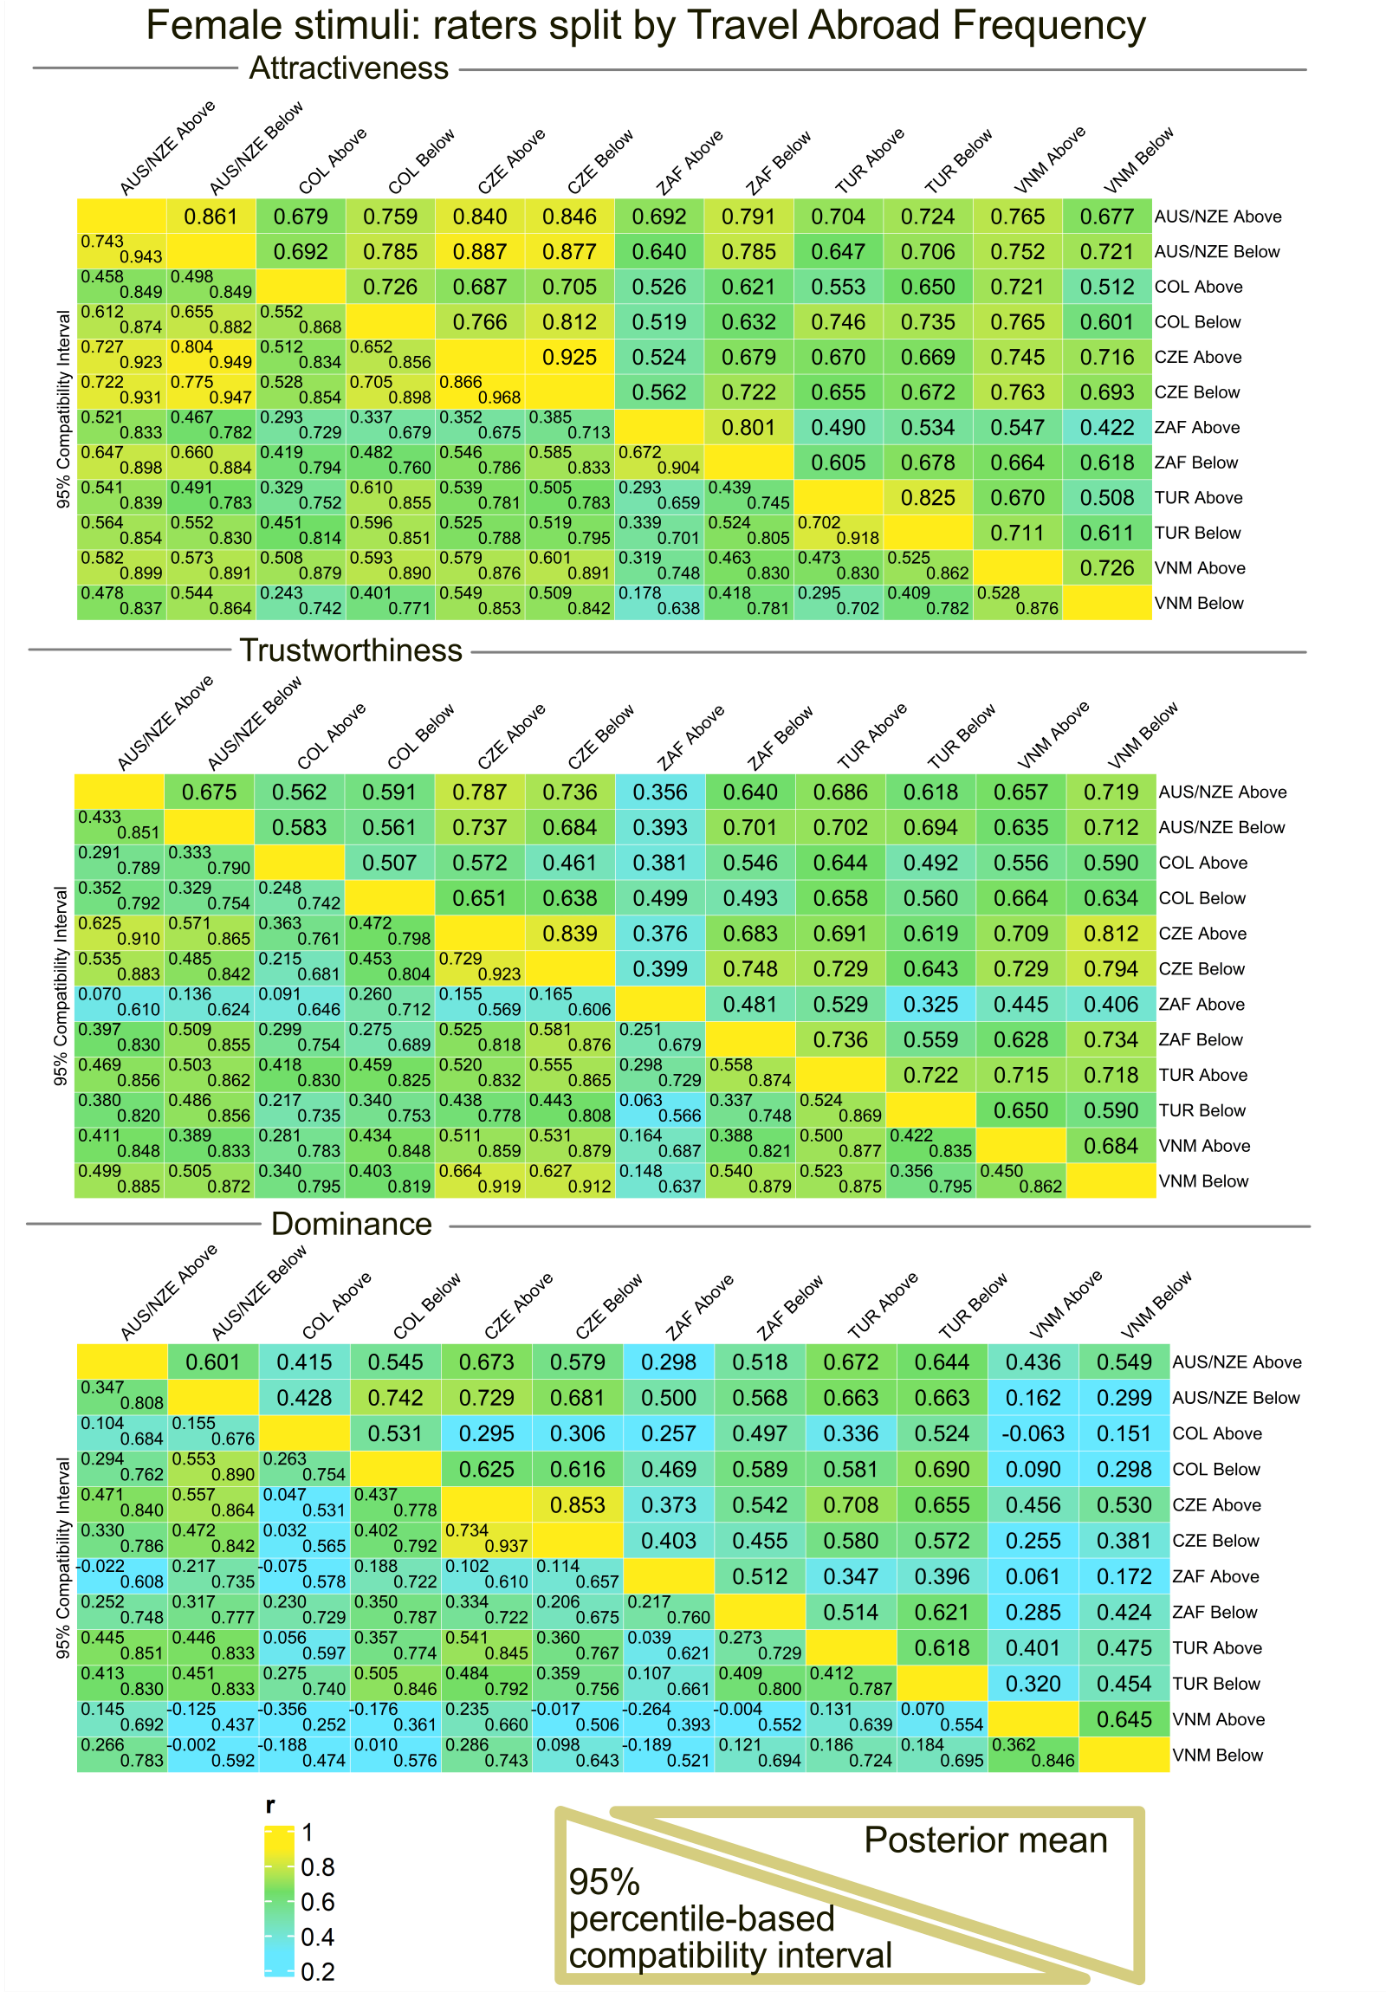 Female stimuli: raters split by Travel Abroad Frequency
Attractiveness
AUS/NZE Above AUS/NZE Below COL Above COL Below CZE Above CZE Below ZAF Above ZAF Below TUR Above TUR Below VNM Above VNM Below
0.861 0.679 0.759 0.840 0.846 0.692 0.791 0.704 0.724 0.765 0.677 AUS/NZE Above
0.743 0.943 0.692 0.785 0.887 0.877 0.640 0.785 0.647 0.706 0.752 0.721 AUS/NZE Below
0.458 0.849 0.498 0.849 0.726 0.687 0.705 0.526 0.621 0.553 0.650 0.721 0.512 COL Above
0.612 0.874 0.655 0.882 0.552 0.868 0.766 0.812 0.519 0.632 0.746 0.735 0.765 0.601 COL Below
0.727 0.923 0.804 0.949 0.512 0.834 0.652 0.856 0.925 0.524 0.679 0.670 0.669 0.745 0.716 CZE Above
0.722 0.931 0.775 0.947 0.528 0.854 0.705 0.898 0.866 0.968 0.562 0.722 0.655 0.672 0.763 0.693 CZE Below
0.521 0.833 0.467 0.782 0.293 0.729 0.337 0.679 0.352 0.675 0.385 0.713 0.801 0.490 0.534 0.547 0.422 ZAF Above
0.647 0.898 0.660 0.884 0.419 0.794 0.482 0.760 0.546 0.786 0.585 0.833 0.672 0.904 0.605 0.678 0.664 0.618 ZAF Below
0.541 0.839 0.491 0.783 0.329 0.752 0.610 0.855 0.539 0.781 0.505 0.783 0.293 0.659 0.439 0.745 0.825 0.670 0.508 TUR Above
0.564 0.854 0.552 0.830 0.451 0.814 0.596 0.851 0.525 0.788 0.519 0.795 0.339 0.701 0.524 0.805 0.702 0.918 0.711 0.611 TUR Below
0.582 0.899 0.573 0.891 0.508 0.879 0.593 0.890 0.579 0.876 0.601 0.891 0.319 0.748 0.463 0.830 0.473 0.830 0.525 0.862 0.726 VNM Above
0.478 0.837 0.544 0.864 0.243 0.742 0.401 0.771 0.549 0.853 0.509 0.842 0.178 0.638 0.418 0.781 0.295 0.702 0.409 0.782 0.528 0.876 VNM Below
95% Compatibility Interval
Trustworthiness
AUS/NZE Above AUS/NZE Below COL Above COL Below CZE Above CZE Below ZAF Above ZAF Below TUR Above TUR Below VNM Above VNM Below
0.675 0.562 0.591 0.787 0.736 0.356 0.640 0.686 0.618 0.657 0.719 AUS/NZE Above
0.433 0.851 0.583 0.561 0.737 0.684 0.393 0.701 0.702 0.694 0.635 0.712 AUS/NZE Below
0.291 0.789 0.333 0.790 0.507 0.572 0.461 0.381 0.546 0.644 0.492 0.556 0.590 COL Above
0.352 0.792 0.329 0.754 0.248 0.742 0.651 0.638 0.499 0.493 0.658 0.560 0.664 0.634 COL Below
0.625 0.910 0.571 0.865 0.363 0.761 0.472 0.798 0.839 0.376 0.683 0.691 0.619 0.709 0.812 CZE Above
0.535 0.883 0.485 0.842 0.215 0.681 0.453 0.804 0.729 0.923 0.399 0.748 0.729 0.643 0.729 0.794 CZE Below
0.070 0.610 0.136 0.624 0.091 0.646 0.260 0.712 0.155 0.569 0.165 0.606 0.481 0.529 0.325 0.445 0.406 ZAF Above
0.397 0.830 0.509 0.855 0.299 0.754 0.275 0.689 0.525 0.818 0.581 0.876 0.251 0.679 0.736 0.559 0.628 0.734 ZAF Below
0.469 0.856 0.503 0.862 0.418 0.830 0.459 0.825 0.520 0.832 0.555 0.865 0.298 0.729 0.558 0.874 0.722 0.715 0.718 TUR Above
0.380 0.820 0.486 0.856 0.217 0.735 0.340 0.753 0.438 0.778 0.443 0.808 0.063 0.566 0.337 0.748 0.524 0.869 0.650 0.590 TUR Below
0.411 0.848 0.389 0.833 0.281 0.783 0.434 0.848 0.511 0.859 0.531 0.879 0.164 0.687 0.388 0.821 0.500 0.877 0.422 0.835 0.684 VNM Above
0.499 0.885 0.505 0.872 0.340 0.795 0.403 0.819 0.664 0.919 0.627 0.912 0.148 0.637 0.540 0.879 0.523 0.875 0.356 0.795 0.450 0.862 VNM Below
95% Compatibility Interval
Dominance
AUS/NZE Above AUS/NZE Below COL Above COL Below CZE Above CZE Below ZAF Above ZAF Below TUR Above TUR Below VNM Above VNM Below
0.601 0.415 0.545 0.673 0.579 0.298 0.518 0.672 0.644 0.436 0.549 AUS/NZE Above
0.347 0.808 0.428 0.742 0.729 0.681 0.500 0.568 0.663 0.663 0.162 0.299 AUS/NZE Below
0.104 0.684 0.155 0.676 0.531 0.295 0.306 0.257 0.497 0.336 0.524 -0.063 0.151 COL Above
0.294 0.762 0.553 0.890 0.263 0.754 0.625 0.616 0.469 0.589 0.581 0.690 0.090 0.298 COL Below
0.471 0.840 0.557 0.864 0.047 0.531 0.437 0.778 0.853 0.373 0.542 0.708 0.655 0.456 0.530 CZE Above
0.330 0.786 0.472 0.842 0.032 0.565 0.402 0.792 0.734 0.937 0.403 0.455 0.580 0.572 0.255 0.381 CZE Below
-0.022 0.608 0.217 0.735 -0.075 0.578 0.188 0.722 0.102 0.610 0.114 0.657 0.512 0.347 0.396 0.061 0.172 ZAF Above
0.252 0.748 0.317 0.777 0.230 0.729 0.350 0.787 0.334 0.722 0.206 0.675 0.217 0.760 0.514 0.621 0.285 0.424 ZAF Below
0.445 0.851 0.446 0.833 0.056 0.597 0.357 0.774 0.541 0.845 0.360 0.767 0.039 0.621 0.273 0.729 0.618 0.401 0.475 TUR Above
0.413 0.830 0.451 0.833 0.275 0.740 0.505 0.846 0.484 0.792 0.359 0.756 0.107 0.661 0.409 0.800 0.412 0.787 0.320 0.454 TUR Below
0.145 0.692 -0.125 0.437 -0.356 0.252 -0.176 0.361 0.235 0.660 -0.017 0.506 -0.264 0.393 -0.004 0.552 0.131 0.639 0.070 0.554 0.645 VNM Above
0.266 0.783 -0.002 0.592 -0.188 0.474 0.010 0.576 0.286 0.743 0.098 0.643 -0.189 0.521 0.121 0.694 0.186 0.724 0.184 0.695 0.362 0.846 VNM Below
95% Compatibility Interval
r
1
0.8
0.6
0.4
0.2
Posterior mean
95%
percentile-based
compatibility interval